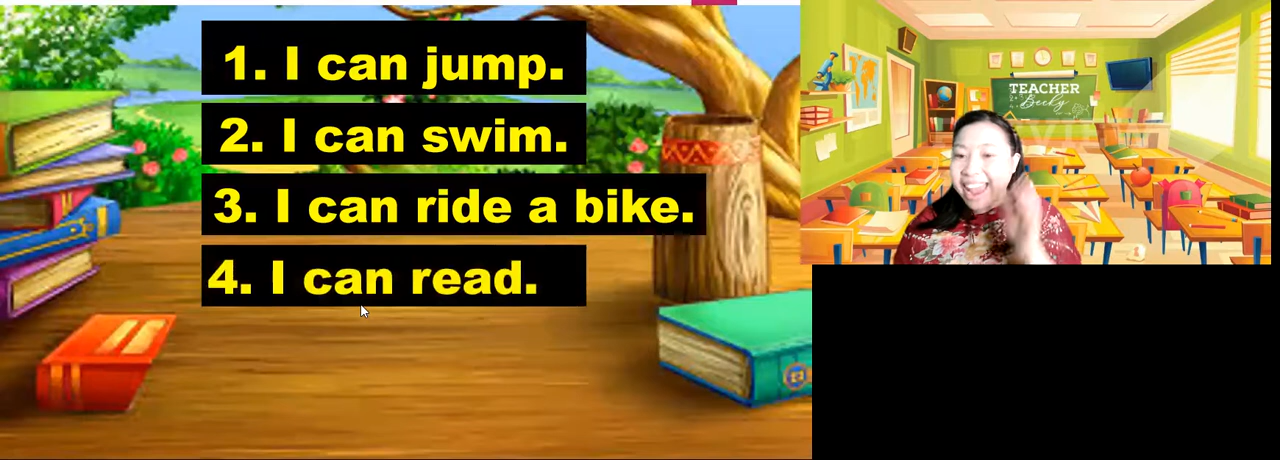 1. I can jump.
2. I can swim.
3. I can ride a bike.
4. I can read.
TEACHER
Becky